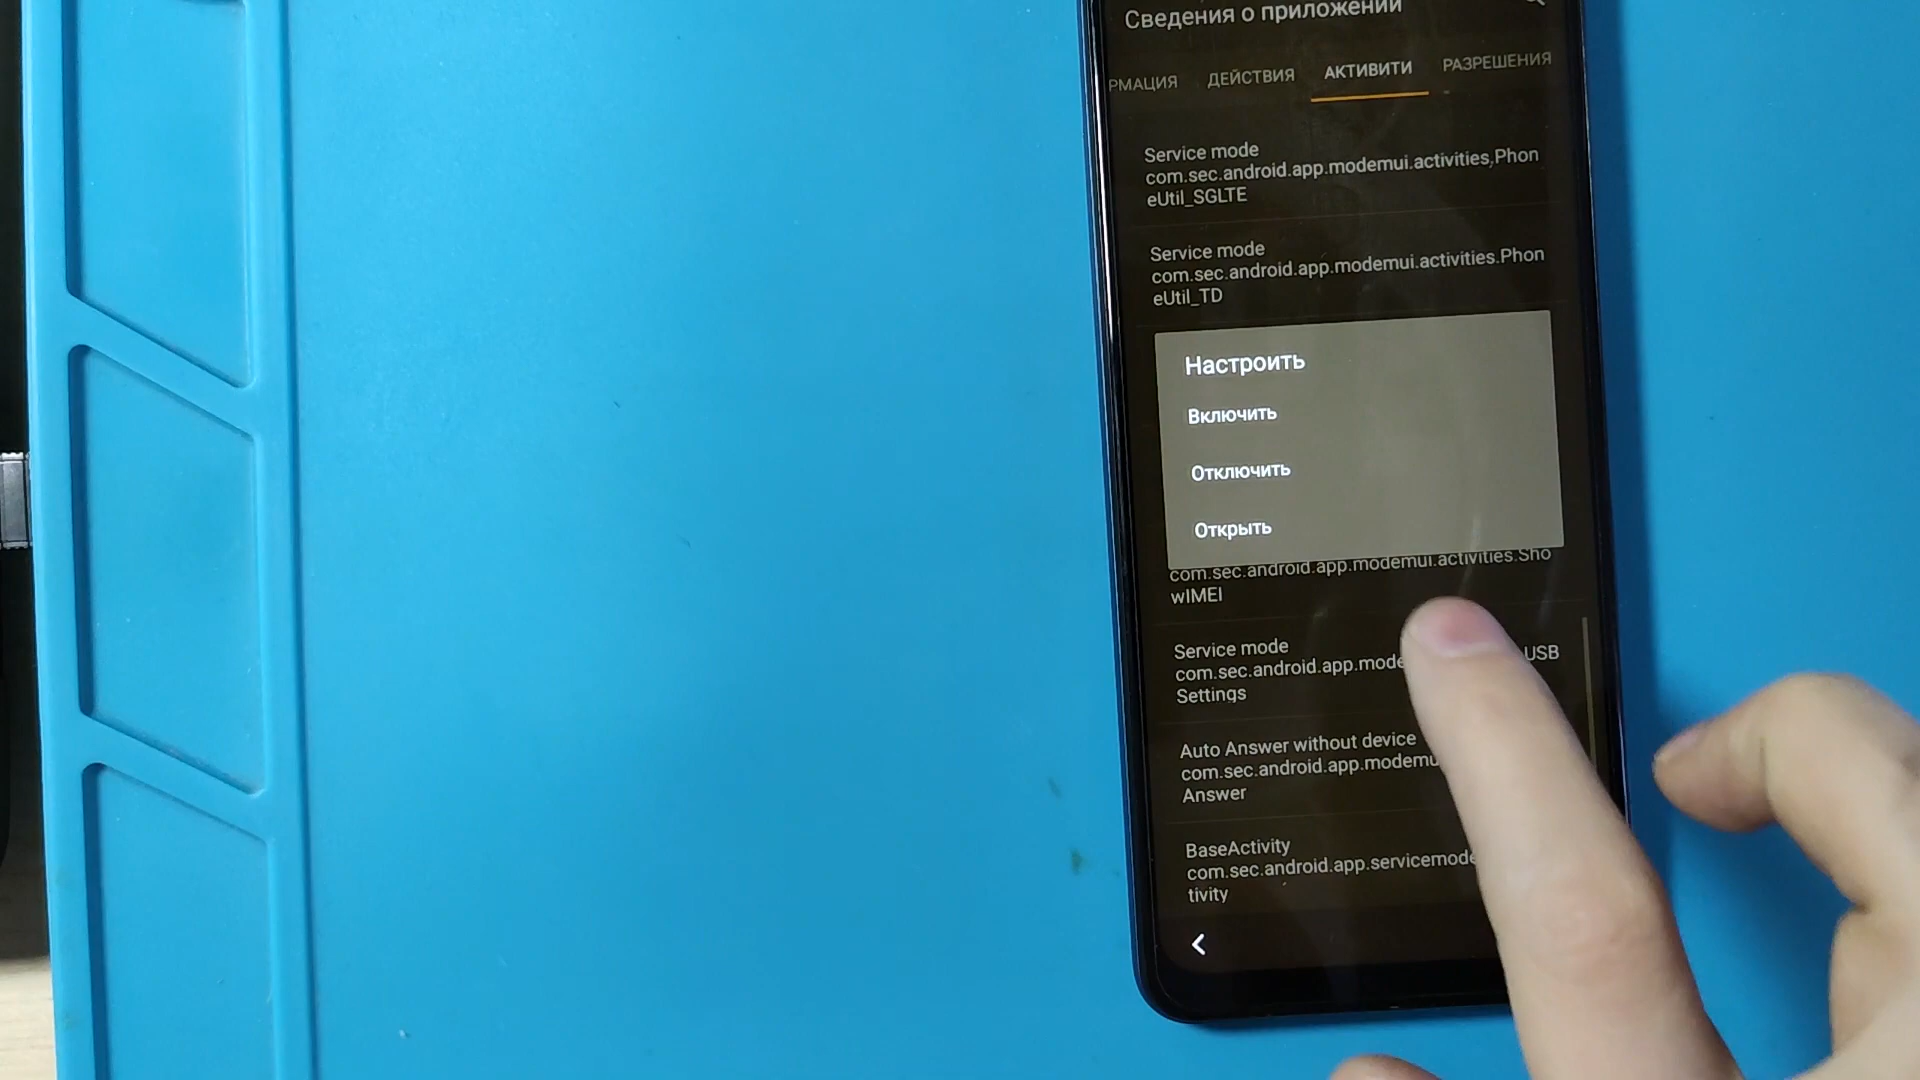 Сведения о приложении
РМАЦИЯ ДЕЙСТВИЯ АКТИВИТИ РАЗРЕШЕНИЯ
Service mode
com.sec.android.app.modemui.activities.Phon
eUtil_SGLTE
Service mode
com.sec.android.app.modemui.activities.Phon
eUtil_TD
Настроить
Включить
Отключить
Открыть
com.sec.android.app.modemui.activities.Sho
wIMEI
Service mode
com.sec.android.app.mode USB
Settings
Auto Answer without device
com.sec.android.app.modemu
Answer
BaseActivity
com.sec.android.app.servicemode
tivity